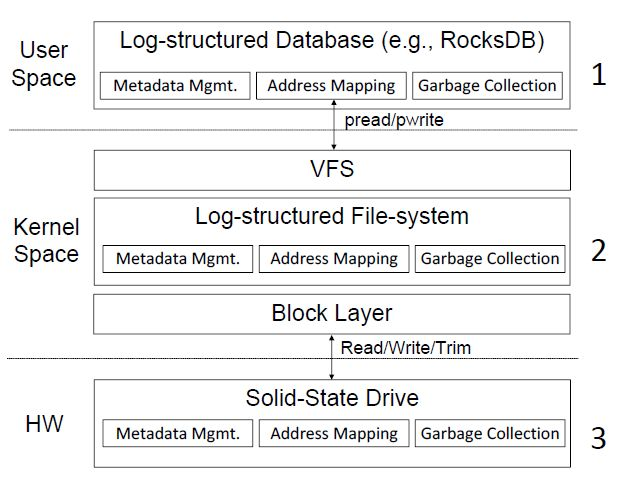 User
Space
Log-structured Database (e.g., RocksDB)
Metadata Mgmt. Address Mapping Garbage Collection
1
pread/pwrite
VFS
Kernel
Space
Log-structured File-system
Metadata Mgmt. Address Mapping Garbage Collection
2
Block Layer
Read/Write/Trim
HW
Solid-State Drive
Metadata Mgmt. Address Mapping Garbage Collection
3